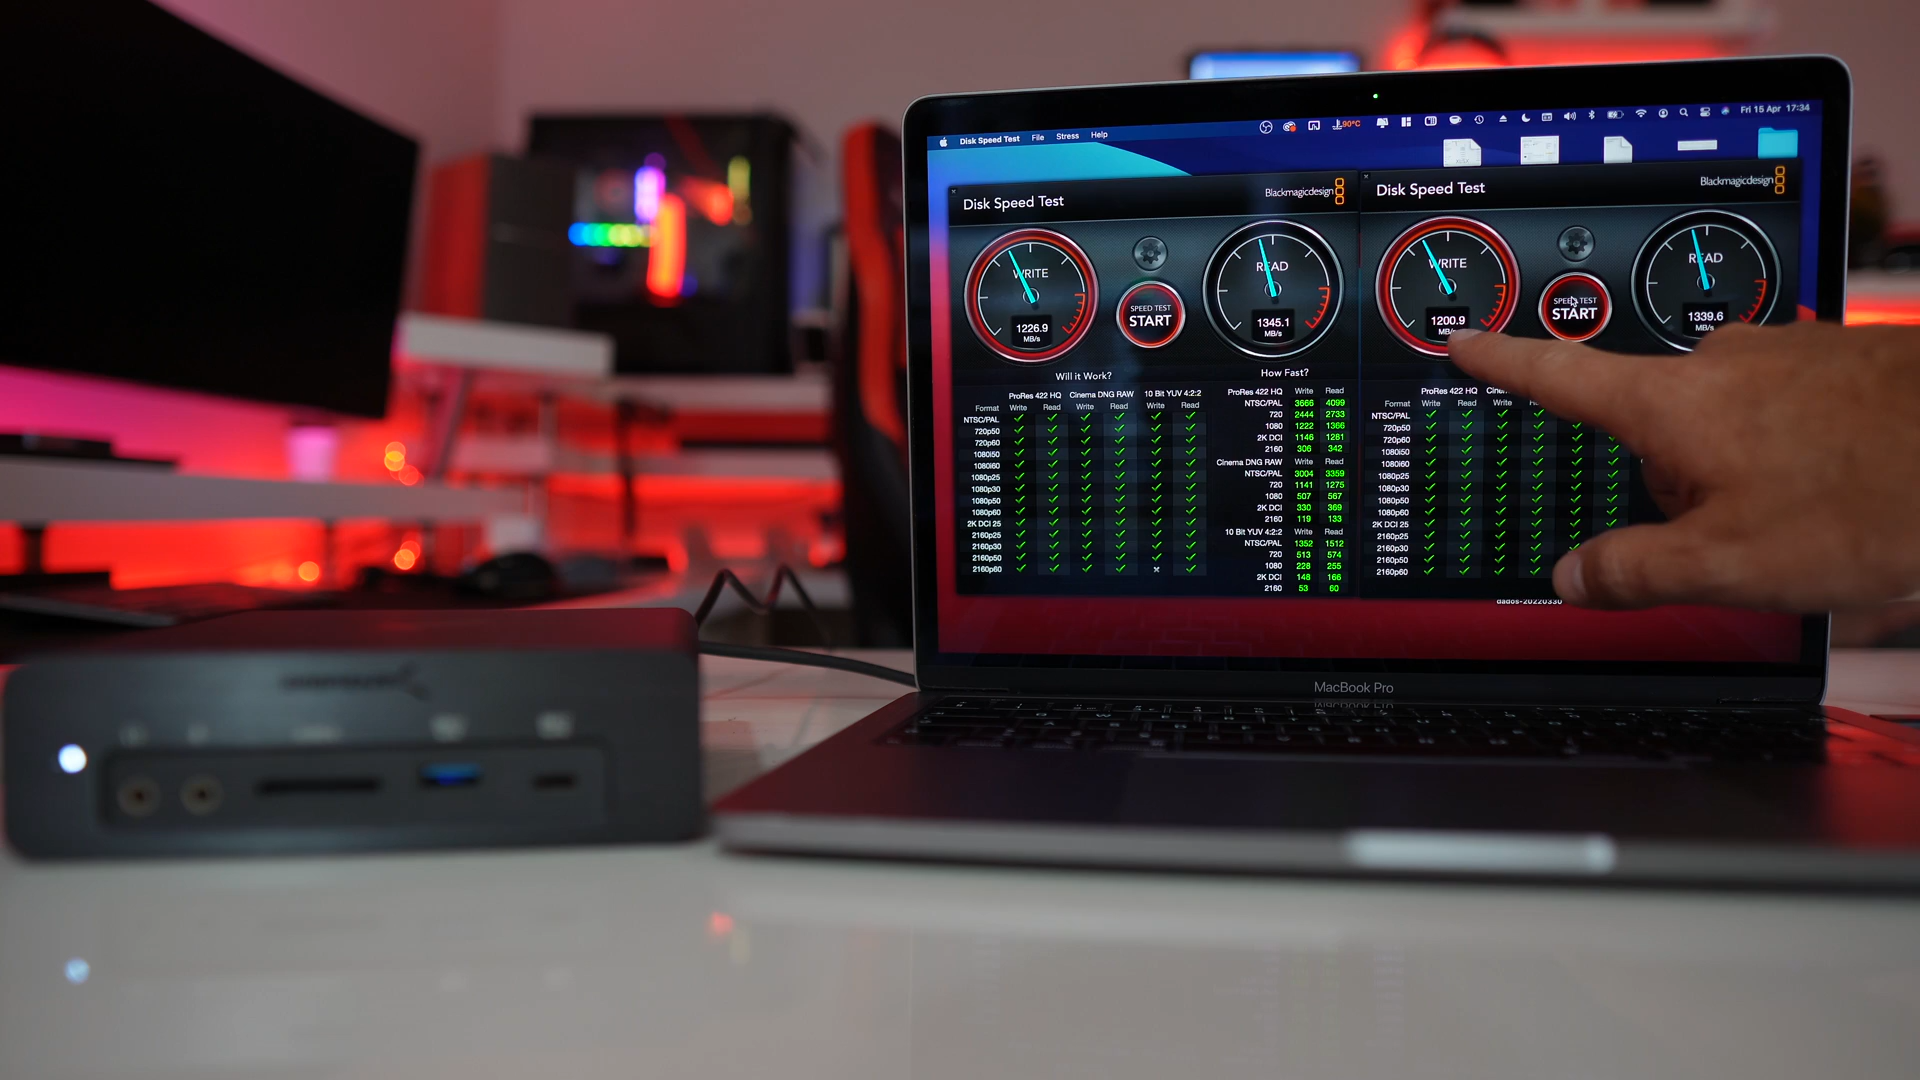 Disk Speed Test File Stress Help
90°C
Fri 15 Apr 17:34
Disk Speed Test
Blackmagicdesign
WRITE
1226.9
MB/s
SPEED TEST
START
READ
1345.1
MB/s
Will it Work?
ProRes 422 HQ Cinema DNG RAW 10 Bit YUV 4:2:2
Format Write Read Write Read Write Read
NTSC/PAL
720p50
720p60
1080i50
1080i60
1080p25
1080p30
1080p50
1080p60
2K DCI 25
2160p25
2160p30
2160p50
2160p60
How Fast?
ProRes 422 HQ Write Read
NTSC/PAL 3666 4099
720 2444 2733
1080 1222 1366
2K DCI 1146 1281
2160 306 342
Cinema DNG RAW Write Read
NTSC/PAL 3004 3359
720 1141 1275
1080 507 567
2K DCI 330 369
2160 119 133
10 Bit YUV 4:2:2 Write Read
NTSC/PAL 1352 1512
720 513 574
1080 228 255
2K DCI 148 166
2160 53 60
Disk Speed Test
Blackmagicdesign
WRITE
1200.9
MB/s
SPEED TEST
START
READ
1339.6
ProRes 422 HQ
Format Write Read Write
NTSC/PAL
720p50
720p60
1080i50
1080i60
1080p25
1080p30
1080p50
1080p60
2K DCI 25
2160p25
2160p30
2160p50
2160p60
dados-20220330
MacBook Pro